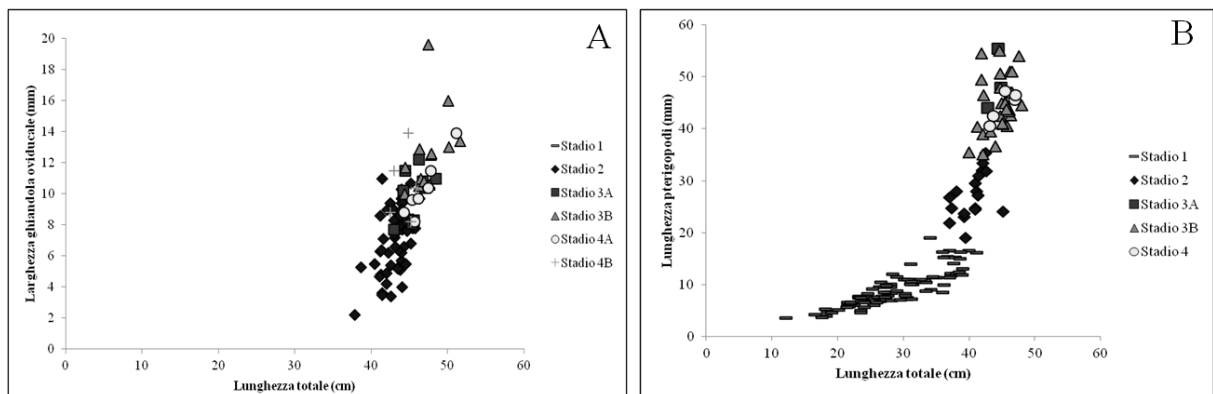 A
Larghezza ghiandola oviducale (mm)
20
18
16
14
12
10
8
6
4
2
0
0 10 20 30 40 50 60
Lunghezza totale (cm)
Stadio 1
Stadio 2
Stadio 3A
Stadio 3B
Stadio 4A
Stadio 4B
B
Lunghezza pterigopodi (mm)
60
50
40
30
20
10
0
0 10 20 30 40 50 60
Lunghezza totale (cm)
Stadio 1
Stadio 2
Stadio 3A
Stadio 3B
Stadio 4